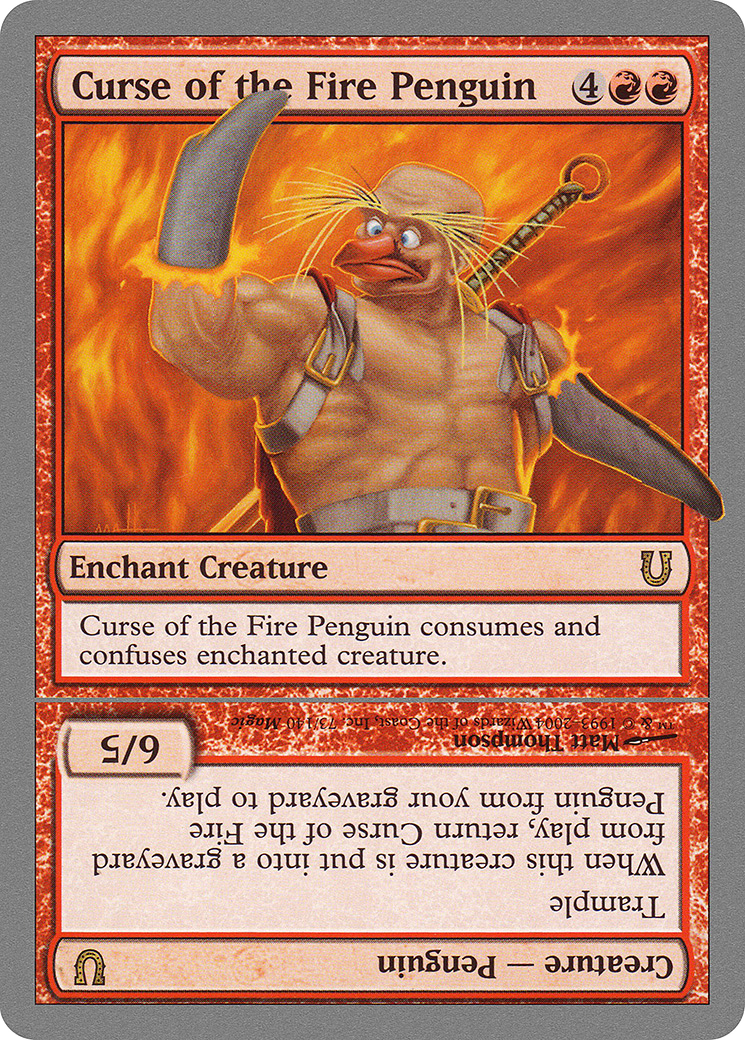 Curse of the Fire Penguin 4
Enchant Creature
Curse of the Fire Penguin consumes and
confuses enchanted creature.
Creature — Penguin
Trample
When this creature is put into a graveyard
from play, return Curse of the Fire
Penguin from your graveyard to play.
6/5
Matt Thompson
™ & © 1993–2004 Wizards of the Coast, Inc. 73/140 Magic